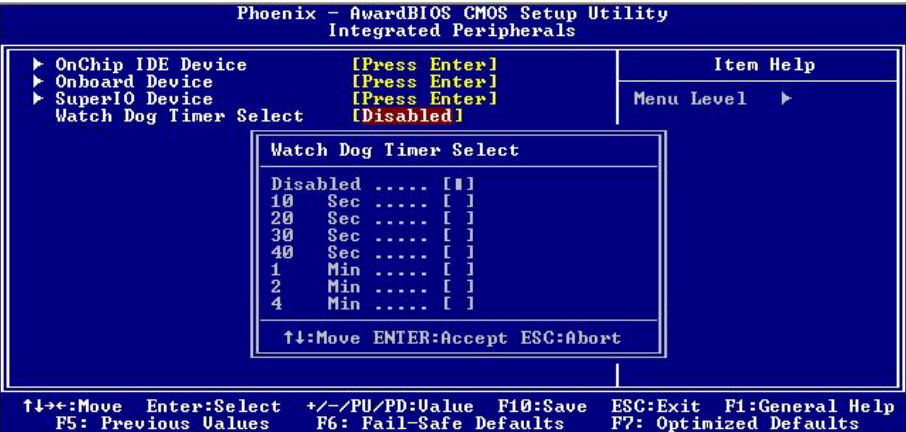 Phoenix - AwardBIOS CMOS Setup Utility
Integrated Peripherals
► OnChip IDE Device [Press Enter]
► Onboard Device [Press Enter]
► SuperIO Device [Press Enter]
Watch Dog Timer Select [Disabled]
Item Help
Menu Level ►
Watch Dog Timer Select
Disabled ..... [■]
10 Sec ..... [ ]
20 Sec ..... [ ]
30 Sec ..... [ ]
40 Sec ..... [ ]
1 Min ..... [ ]
2 Min ..... [ ]
4 Min ..... [ ]
↑↓:Move ENTER:Accept ESC:Abort
↑↓→←:Move Enter:Select +/-/PU/PD:Value F10:Save ESC:Exit F1:General Help
F5: Previous Values F6: Fail-Safe Defaults F7: Optimized Defaults